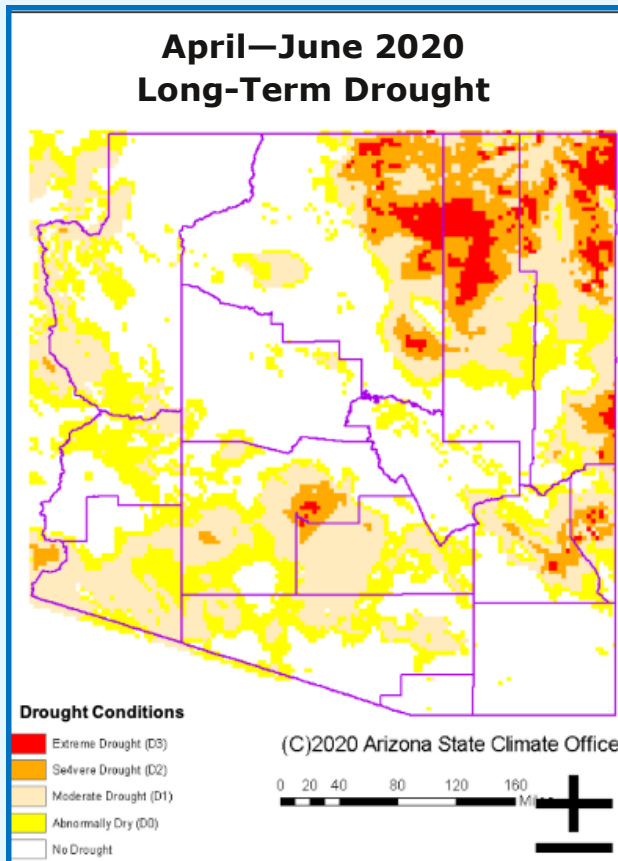 April—June 2020
Long-Term Drought
Drought Conditions
Extreme Drought (D3)
Se4vere Drought (D2)
Moderate Drought (D1)
Abnormally Dry (D0)
No Drought
(C)2020 Arizona State Climate Office
0 20 40 80 120 160